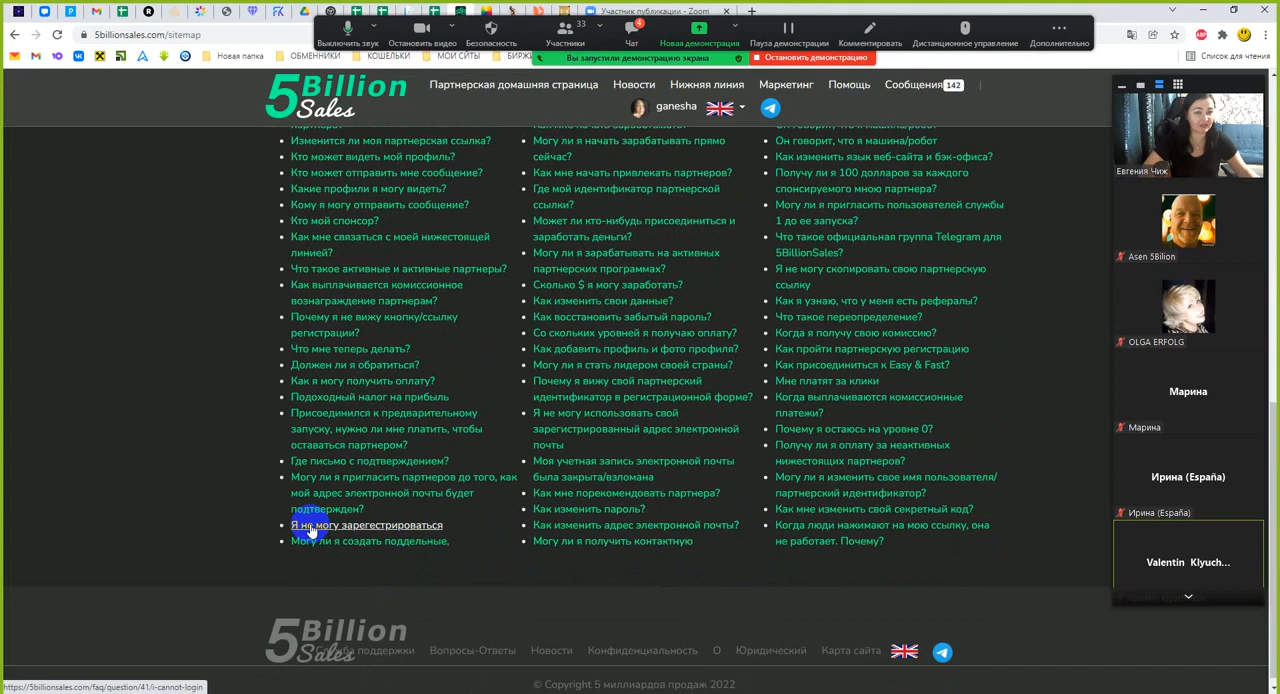 Участник публикации - Zoom
5billionsales.com/sitemap
Выключить звук
Остановить видео
Безопасность
33
Участники
4
Чат
Новая демонстрация
Пауза демонстрации
Комментировать
Дистанционное управление
Дополнительно
Новая папка
ОБМЕННИКИ
КОШЕЛЬКИ
МОИ САЙТЫ
БИРЖ
Вы запустили демонстрацию экрана
Остановить демонстрацию
Список для чтения
5Billion
Sales
Партнерская домашняя страница
Новости
Нижняя линия
Маркетинг
Помощь
Сообщения 142
ganesha
Изменится ли моя партнерская ссылка?
Кто может видеть мой профиль?
Кто может отправить мне сообщение?
Какие профили я могу видеть?
Кому я могу отправить сообщение?
Кто мой спонсор?
Как мне связаться с моей нижестоящей
линией?
Что такое активные и активные партнеры?
Как выплачивается комиссионное
вознаграждение партнерам?
Почему я не вижу кнопку/ссылку
регистрации?
Что мне теперь делать?
Должен ли я обратиться?
Как я могу получить оплату?
Подоходный налог на прибыль
Присоединился к предварительному
запуску, нужно ли мне платить, чтобы
оставаться партнером?
Где письмо с подтверждением?
Могу ли я пригласить партнеров до того, как
мой адрес электронной почты будет
подтвержден?
Я не могу зарегестрироваться
Могу ли я создать поддельные,
Могу ли я начать зарабатывать прямо
сейчас?
Как мне начать привлекать партнеров?
Где мой идентификатор партнерской
ссылки?
Может ли кто-нибудь присоединиться и
заработать деньги?
Могу ли я зарабатывать на активных
партнерских программах?
Сколько $ я могу заработать?
Как изменить свои данные?
Как восстановить забытый пароль?
Со скольких уровней я получаю оплату?
Как добавить профиль и фото профиля?
Могу ли я стать лидером своей страны?
Почему я вижу свой партнерский
идентификатор в регистрационной форме?
Я не могу использовать свой
зарегистрированный адрес электронной
почты
Моя учетная запись электронной почты
была закрыта/взломана
Как мне порекомендовать партнера?
Как изменить пароль?
Как изменить адрес электронной почты?
Могу ли я получить контактную
Он говорит, что я машина/робот
Как изменить язык веб-сайта и бэк-офиса?
Получу ли я 100 долларов за каждого
спонсируемого мною партнера?
Могу ли я пригласить пользователей службы
1 до ее запуска?
Что такое официальная группа Telegram для
5BillionSales?
Я не могу скопировать свою партнерскую
ссылку
Как я узнаю, что у меня есть рефералы?
Что такое переопределение?
Когда я получу свою комиссию?
Как пройти партнерскую регистрацию
Как присоединиться к Easy & Fast?
Мне платят за клики
Когда выплачиваются комиссионные
платежи?
Почему я остаюсь на уровне 0?
Получу ли я оплату за неактивных
нижестоящих партнеров?
Могу ли я изменить свое имя пользователя/
партнерский идентификатор?
Как мне изменить свой секретный код?
Когда люди нажимают на мою ссылку, она
не работает. Почему?
Евгения Чиж
Asen 5Bilion
OLGA ERFOLG
Марина
Марина
Ирина (España)
Ирина (España)
Valentin Klyuch...
5Billion
Sales
Служба поддержки
Вопросы-Ответы
Новости
Конфиденциальность
О
Юридический
Карта сайта
© Copyright 5 миллиардов продаж 2022
https://5billionsales.com/faq/question/41/i-cannot-login